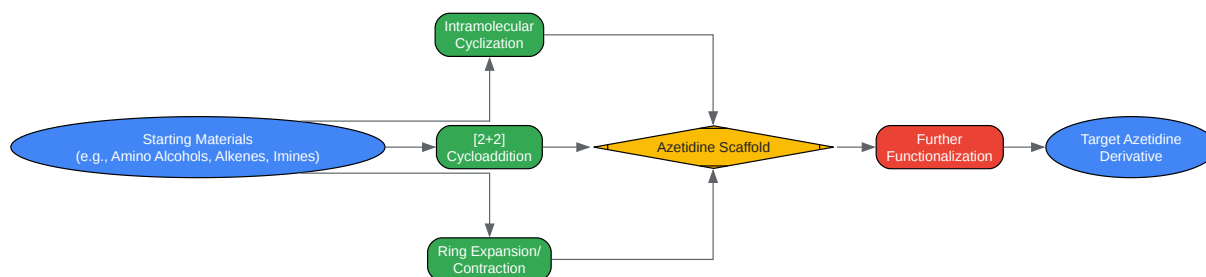 Intramolecular
Cyclization
Starting Materials
(e.g., Amino Alcohols, Alkenes, Imines)
[2+2]
Cycloaddition
Azetidine Scaffold
Further
Functionalization
Target Azetidine
Derivative
Ring Expansion/
Contraction